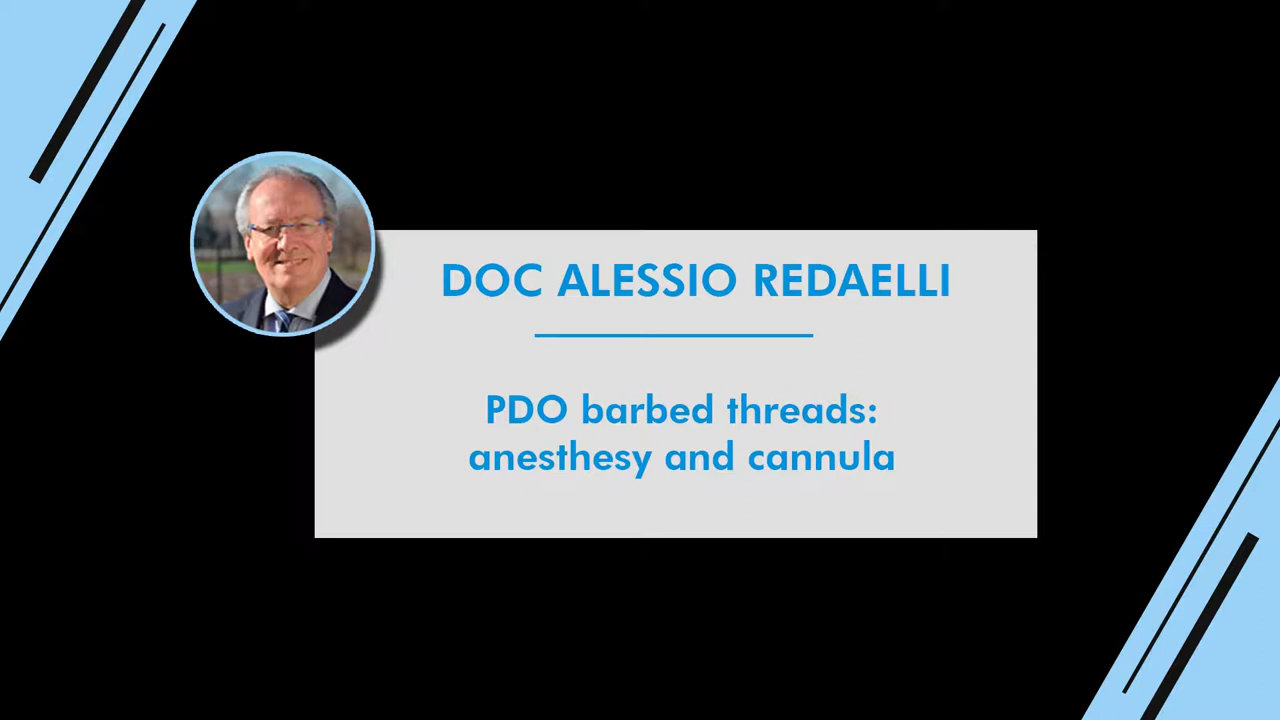 DOC ALESSIO REDAELLI
PDO barbed threads:
anesthesy and cannula